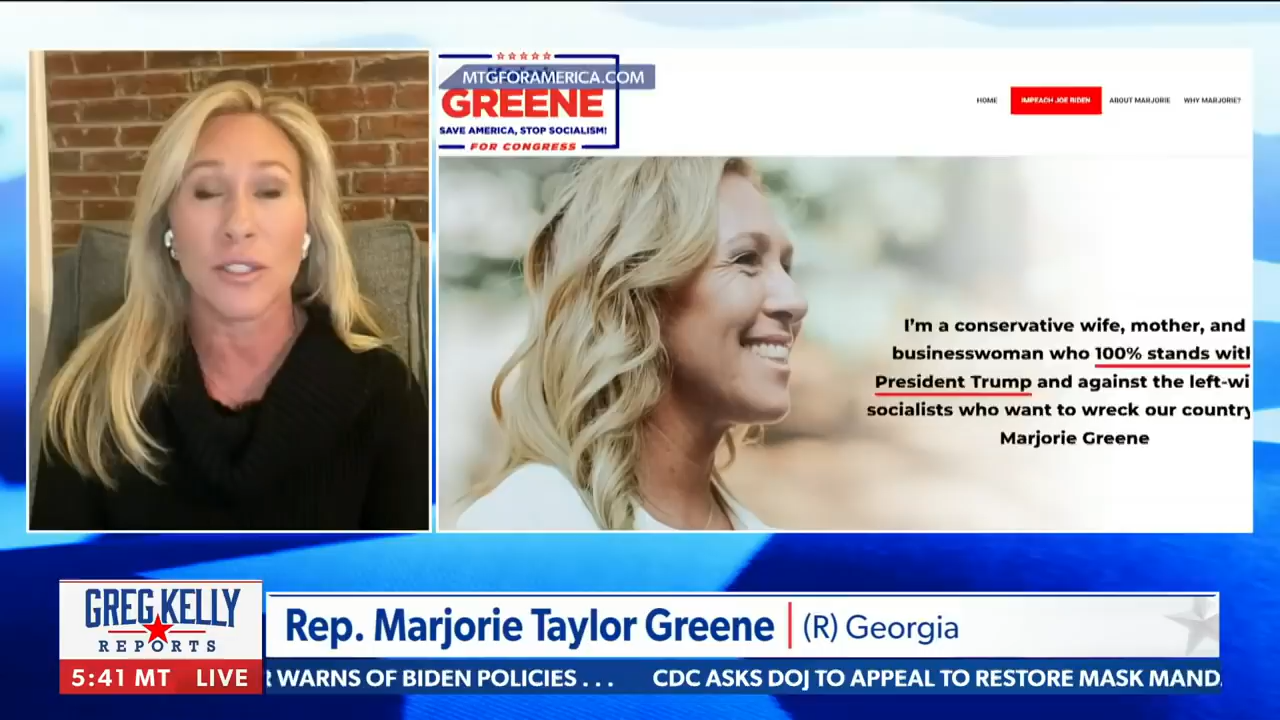 MTGFORAMERICA.COM
GREENE
SAVE AMERICA, STOP SOCIALISM!
FOR CONGRESS
HOME
IMPEACH JOE BIDEN
ABOUT MARJORIE
WHY MARJORIE?
I'm a conservative wife, mother, and
businesswoman who 100% stands witl
President Trump and against the left-wi
socialists who want to wreck our country
Marjorie Greene
GREG KELLY
REPORTS
Rep. Marjorie Taylor Greene
(R) Georgia
5:41 MT LIVE
R WARNS OF BIDEN POLICIES . . . CDC ASKS DOJ TO APPEAL TO RESTORE MASK MAND